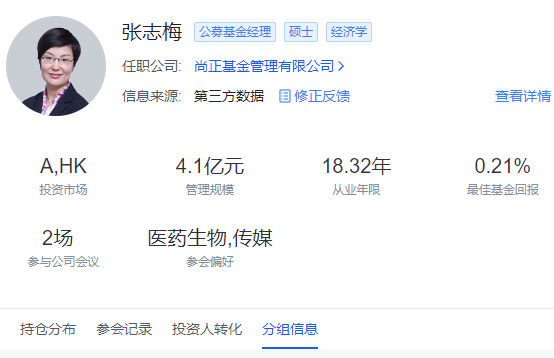 张志梅 公募基金经理 硕士 经济学
任职公司: 尚正基金管理有限公司
信息来源: 第三方数据 修正反馈 查看详情
A,HK 4.1亿元 18.32年 0.21%
投资市场 管理规模 从业年限 最佳基金回报
2场 医药生物,传媒
参与公司会议 参会偏好
持仓分布 参会记录 投资人转化 分组信息